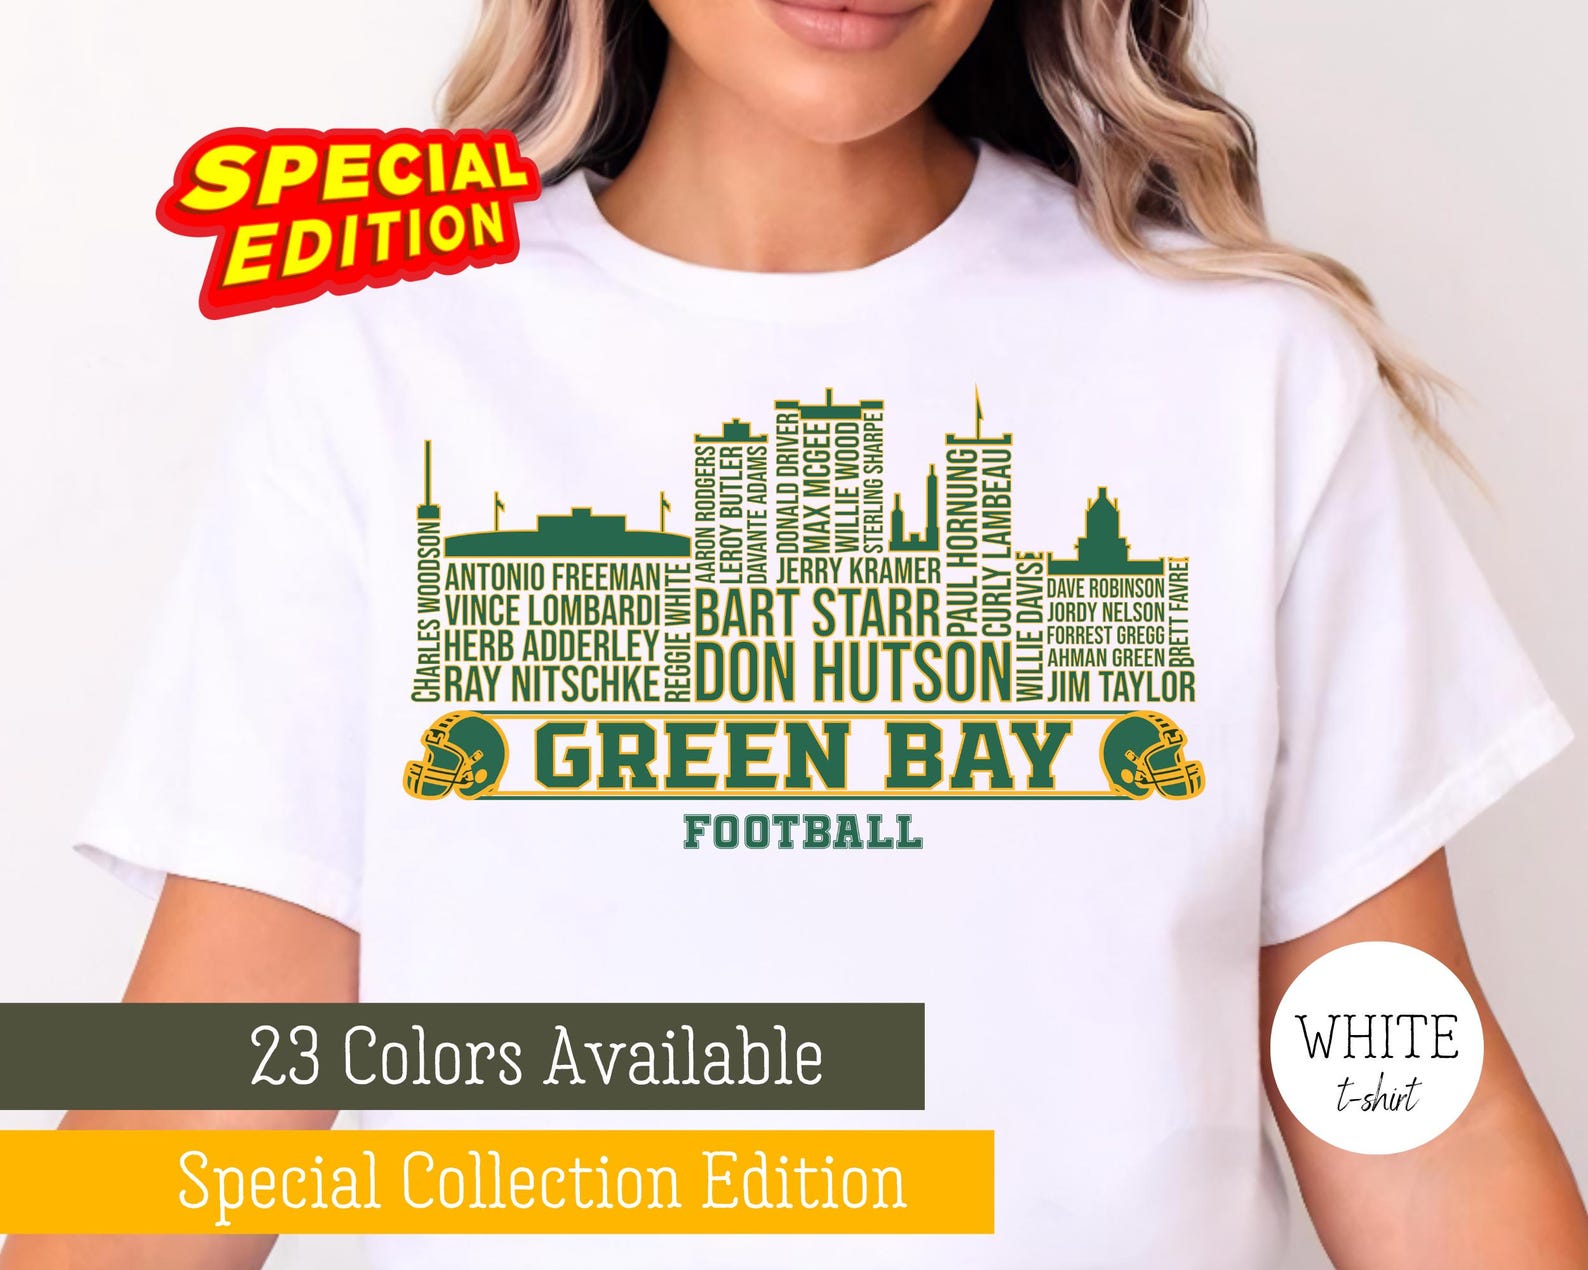 SPECIAL
EDITION
CHARLES WOODSON
ANTONIO FREEMAN
VINCE LOMBARDI
HERB ADDERLEY
RAY NITSCHKE
REGGIE WHITE
AARON RODGERS
LEROY BUTLER
DAVANTE ADAMS
DONALD DRIVER
MAX MCGEE
WILLIE WOOD
STERLING SHARPE
JERRY KRAMER
BART STARR
DON HUTSON
PAUL HORNUNG
CURLY LAMBEAU
WILLIE DAVIS
DAVE ROBINSON
JORDY NELSON
FORREST GREGG
AHMAN GREEN
JIM TAYLOR
BRETT FAVRE
GREEN BAY
FOOTBALL
23 Colors Available
Special Collection Edition
WHITE
t-shirt